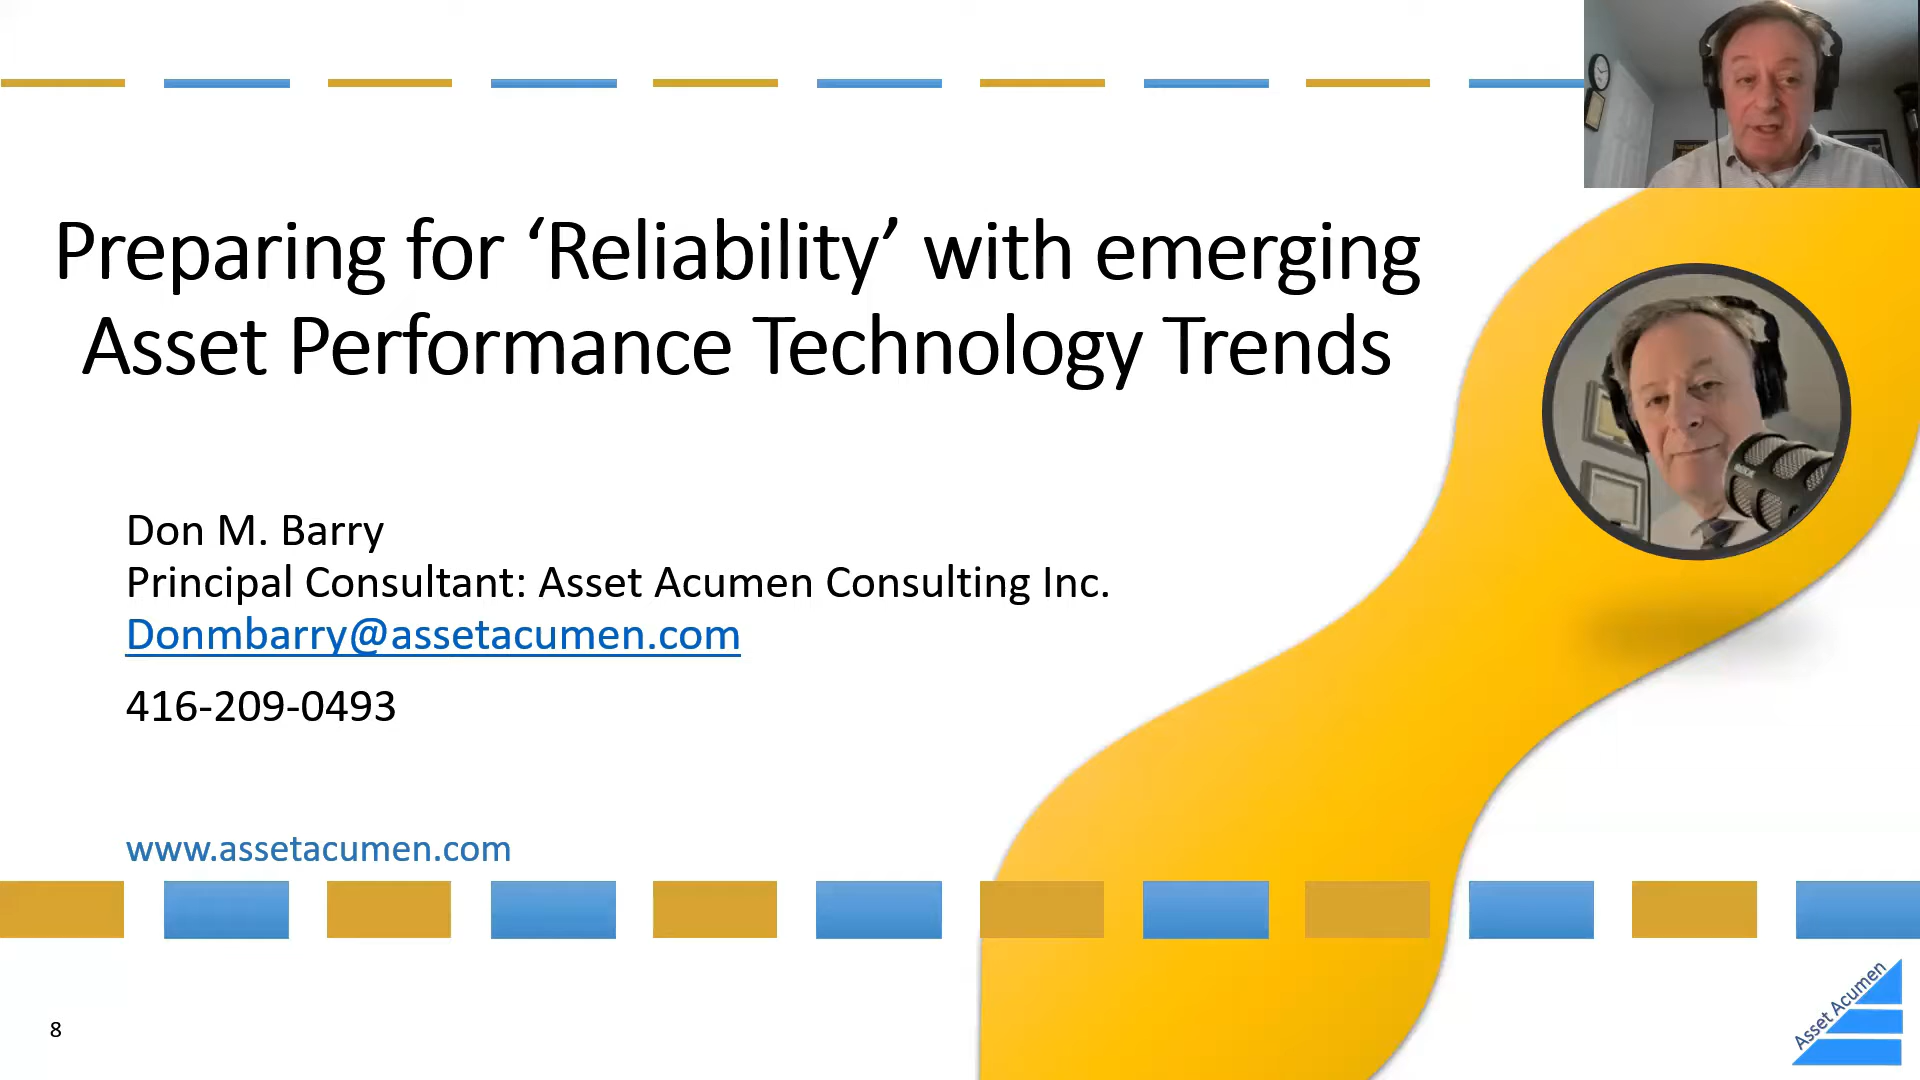 Preparing for ‘Reliability’ with emerging
Asset Performance Technology Trends
Don M. Barry
Principal Consultant: Asset Acumen Consulting Inc.
Donmbarry@assetacumen.com
416-209-0493
www.assetacumen.com
8
Asset Acumen